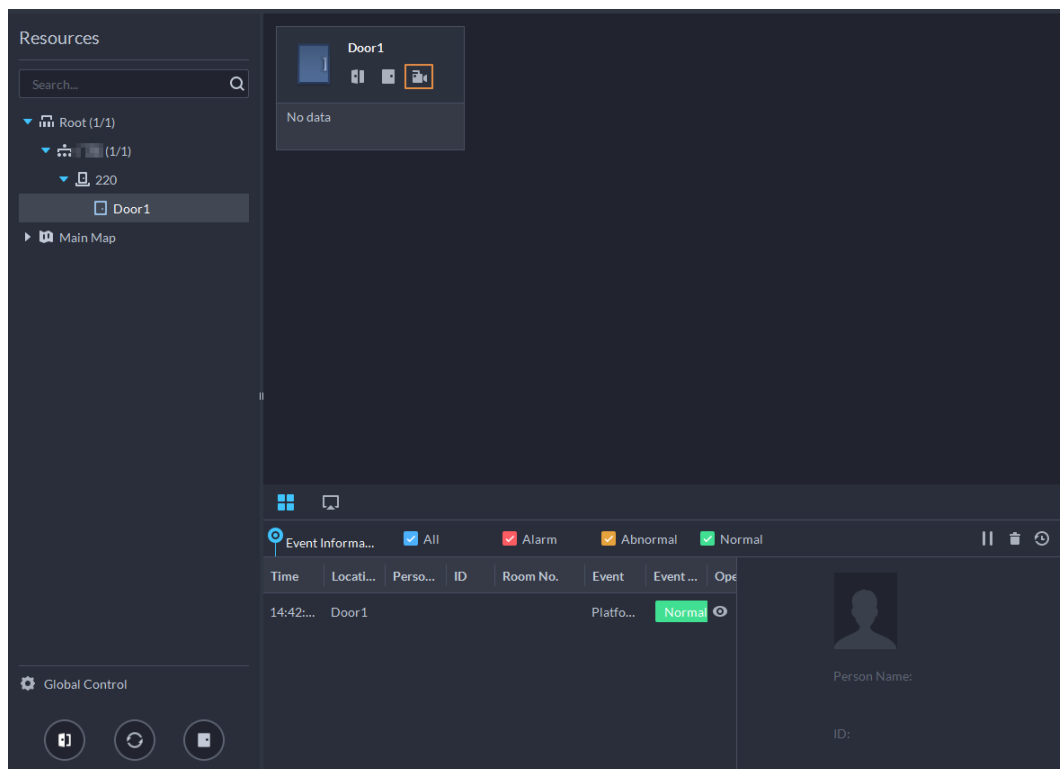 Resources
Search...
Root (1/1)
(1/1)
220
Door1
Main Map
Global Control
Door1
No data
Event Informa...
All
Alarm
Abnormal
Normal
Time Locati... Perso... ID Room No. Event Event ... Ope
14:42:... Door1 Platfo... Normal
Person Name:
ID: